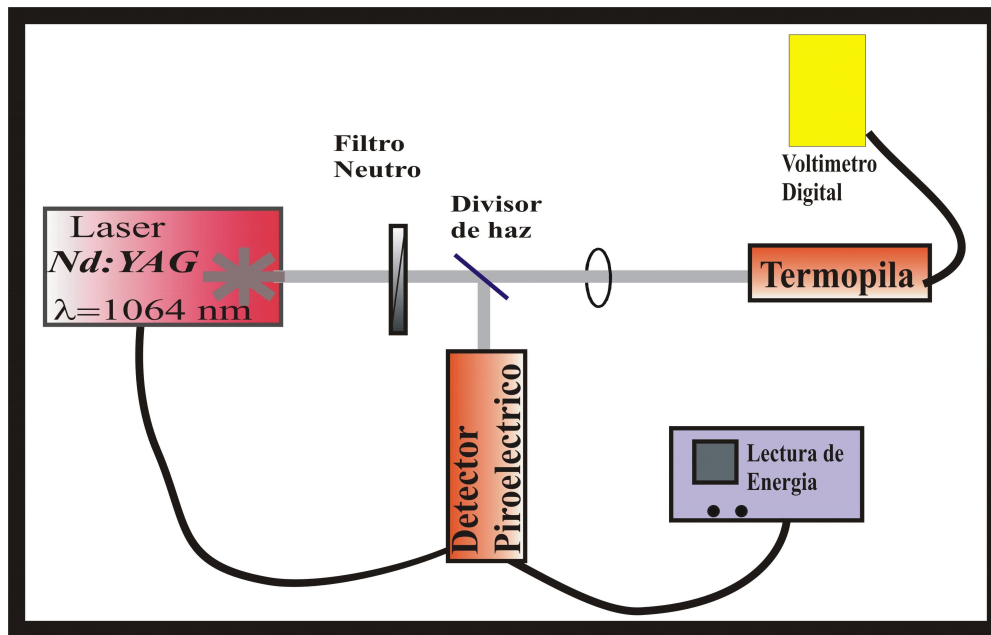 Filtro
Neutro
Voltimetro
Digital
Divisor
de haz
Laser
Nd:YAG
λ=1064 nm
Termopila
Detector
Piroelectrico
Lectura de
Energia